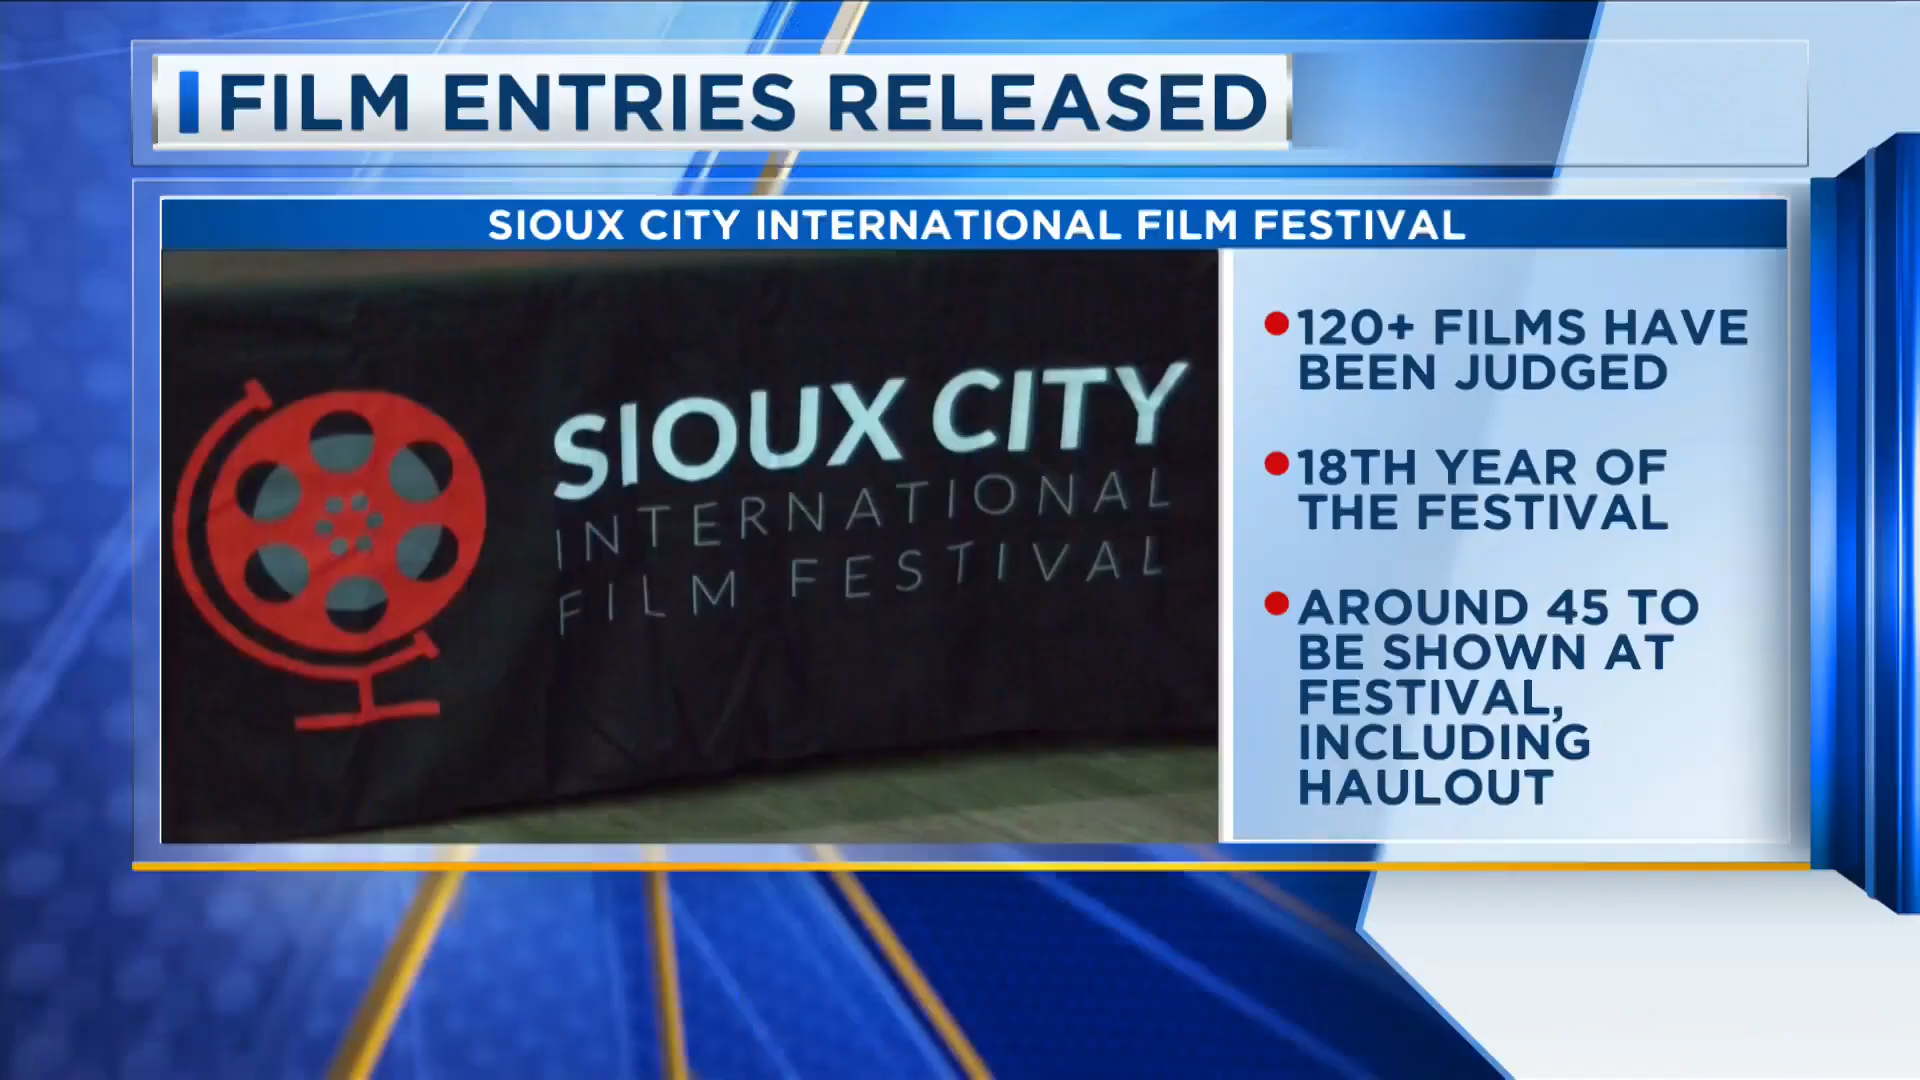 FILM ENTRIES RELEASED
SIOUX CITY INTERNATIONAL FILM FESTIVAL
SIOUX CITY
INTERNATIONAL
FILM FESTIVAL
120+ FILMS HAVE
BEEN JUDGED
18TH YEAR OF
THE FESTIVAL
AROUND 45 TO
BE SHOWN AT
FESTIVAL,
INCLUDING
HAULOUT